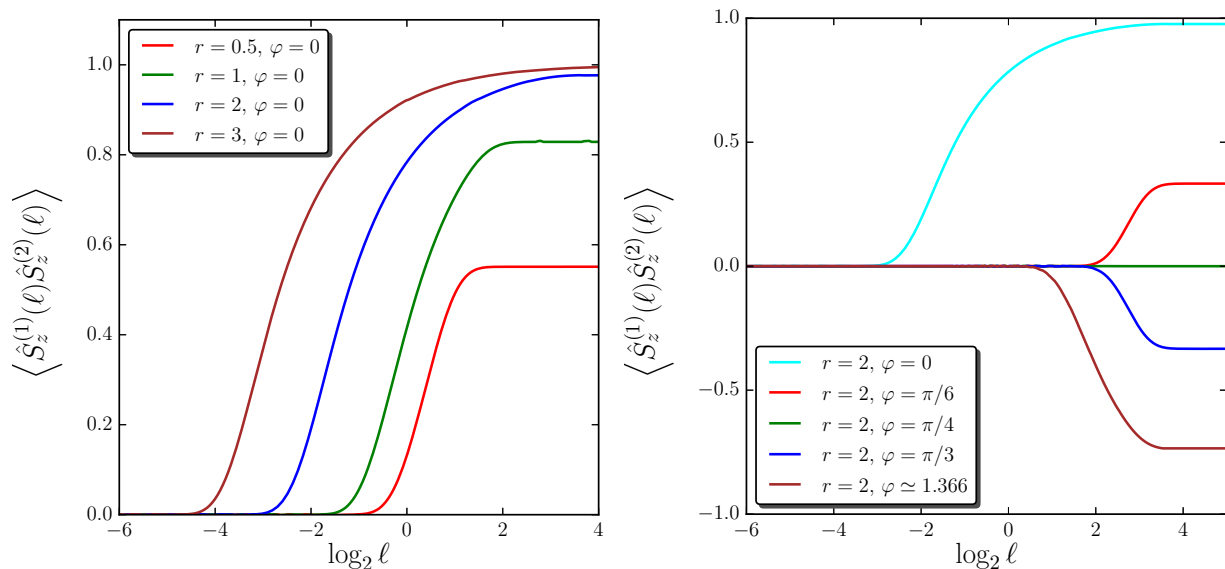 r = 0.5, φ = 0
r = 1, φ = 0
r = 2, φ = 0
r = 3, φ = 0
1.0
0.8
0.6
0.4
0.2
0.0
−6
−4
−2
0
2
4
log₂ ℓ
⟨Ŝ_z^(1)(ℓ)Ŝ_z^(2)(ℓ)⟩
1.0
0.5
0.0
−0.5
−1.0
r = 2, φ = 0
r = 2, φ = π/6
r = 2, φ = π/4
r = 2, φ = π/3
r = 2, φ ≃ 1.366
−6
−4
−2
0
2
4
log₂ ℓ
⟨Ŝ_z^(1)(ℓ)Ŝ_z^(2)(ℓ)⟩